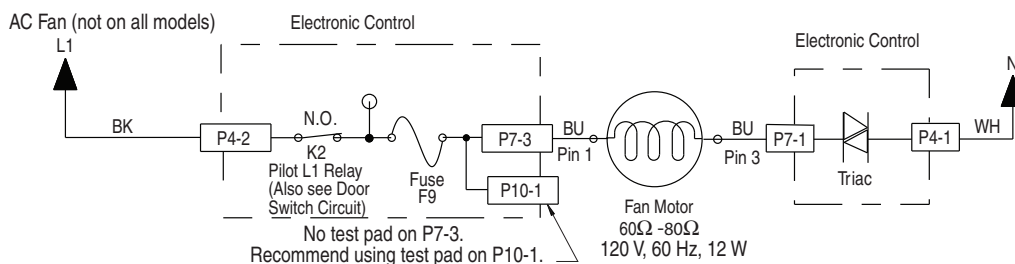 AC Fan (not on all models)
L1
Electronic Control
Electronic Control
N
BK
P4-2
N.O.
K2
Pilot L1 Relay
(Also see Door
Switch Circuit)
Fuse
F9
P7-3
P10-1
BU
Pin 1
BU
Pin 3
P7-1
P4-1
WH
Triac
Fan Motor
60Ω -80Ω
120 V, 60 Hz, 12 W
No test pad on P7-3.
Recommend using test pad on P10-1.